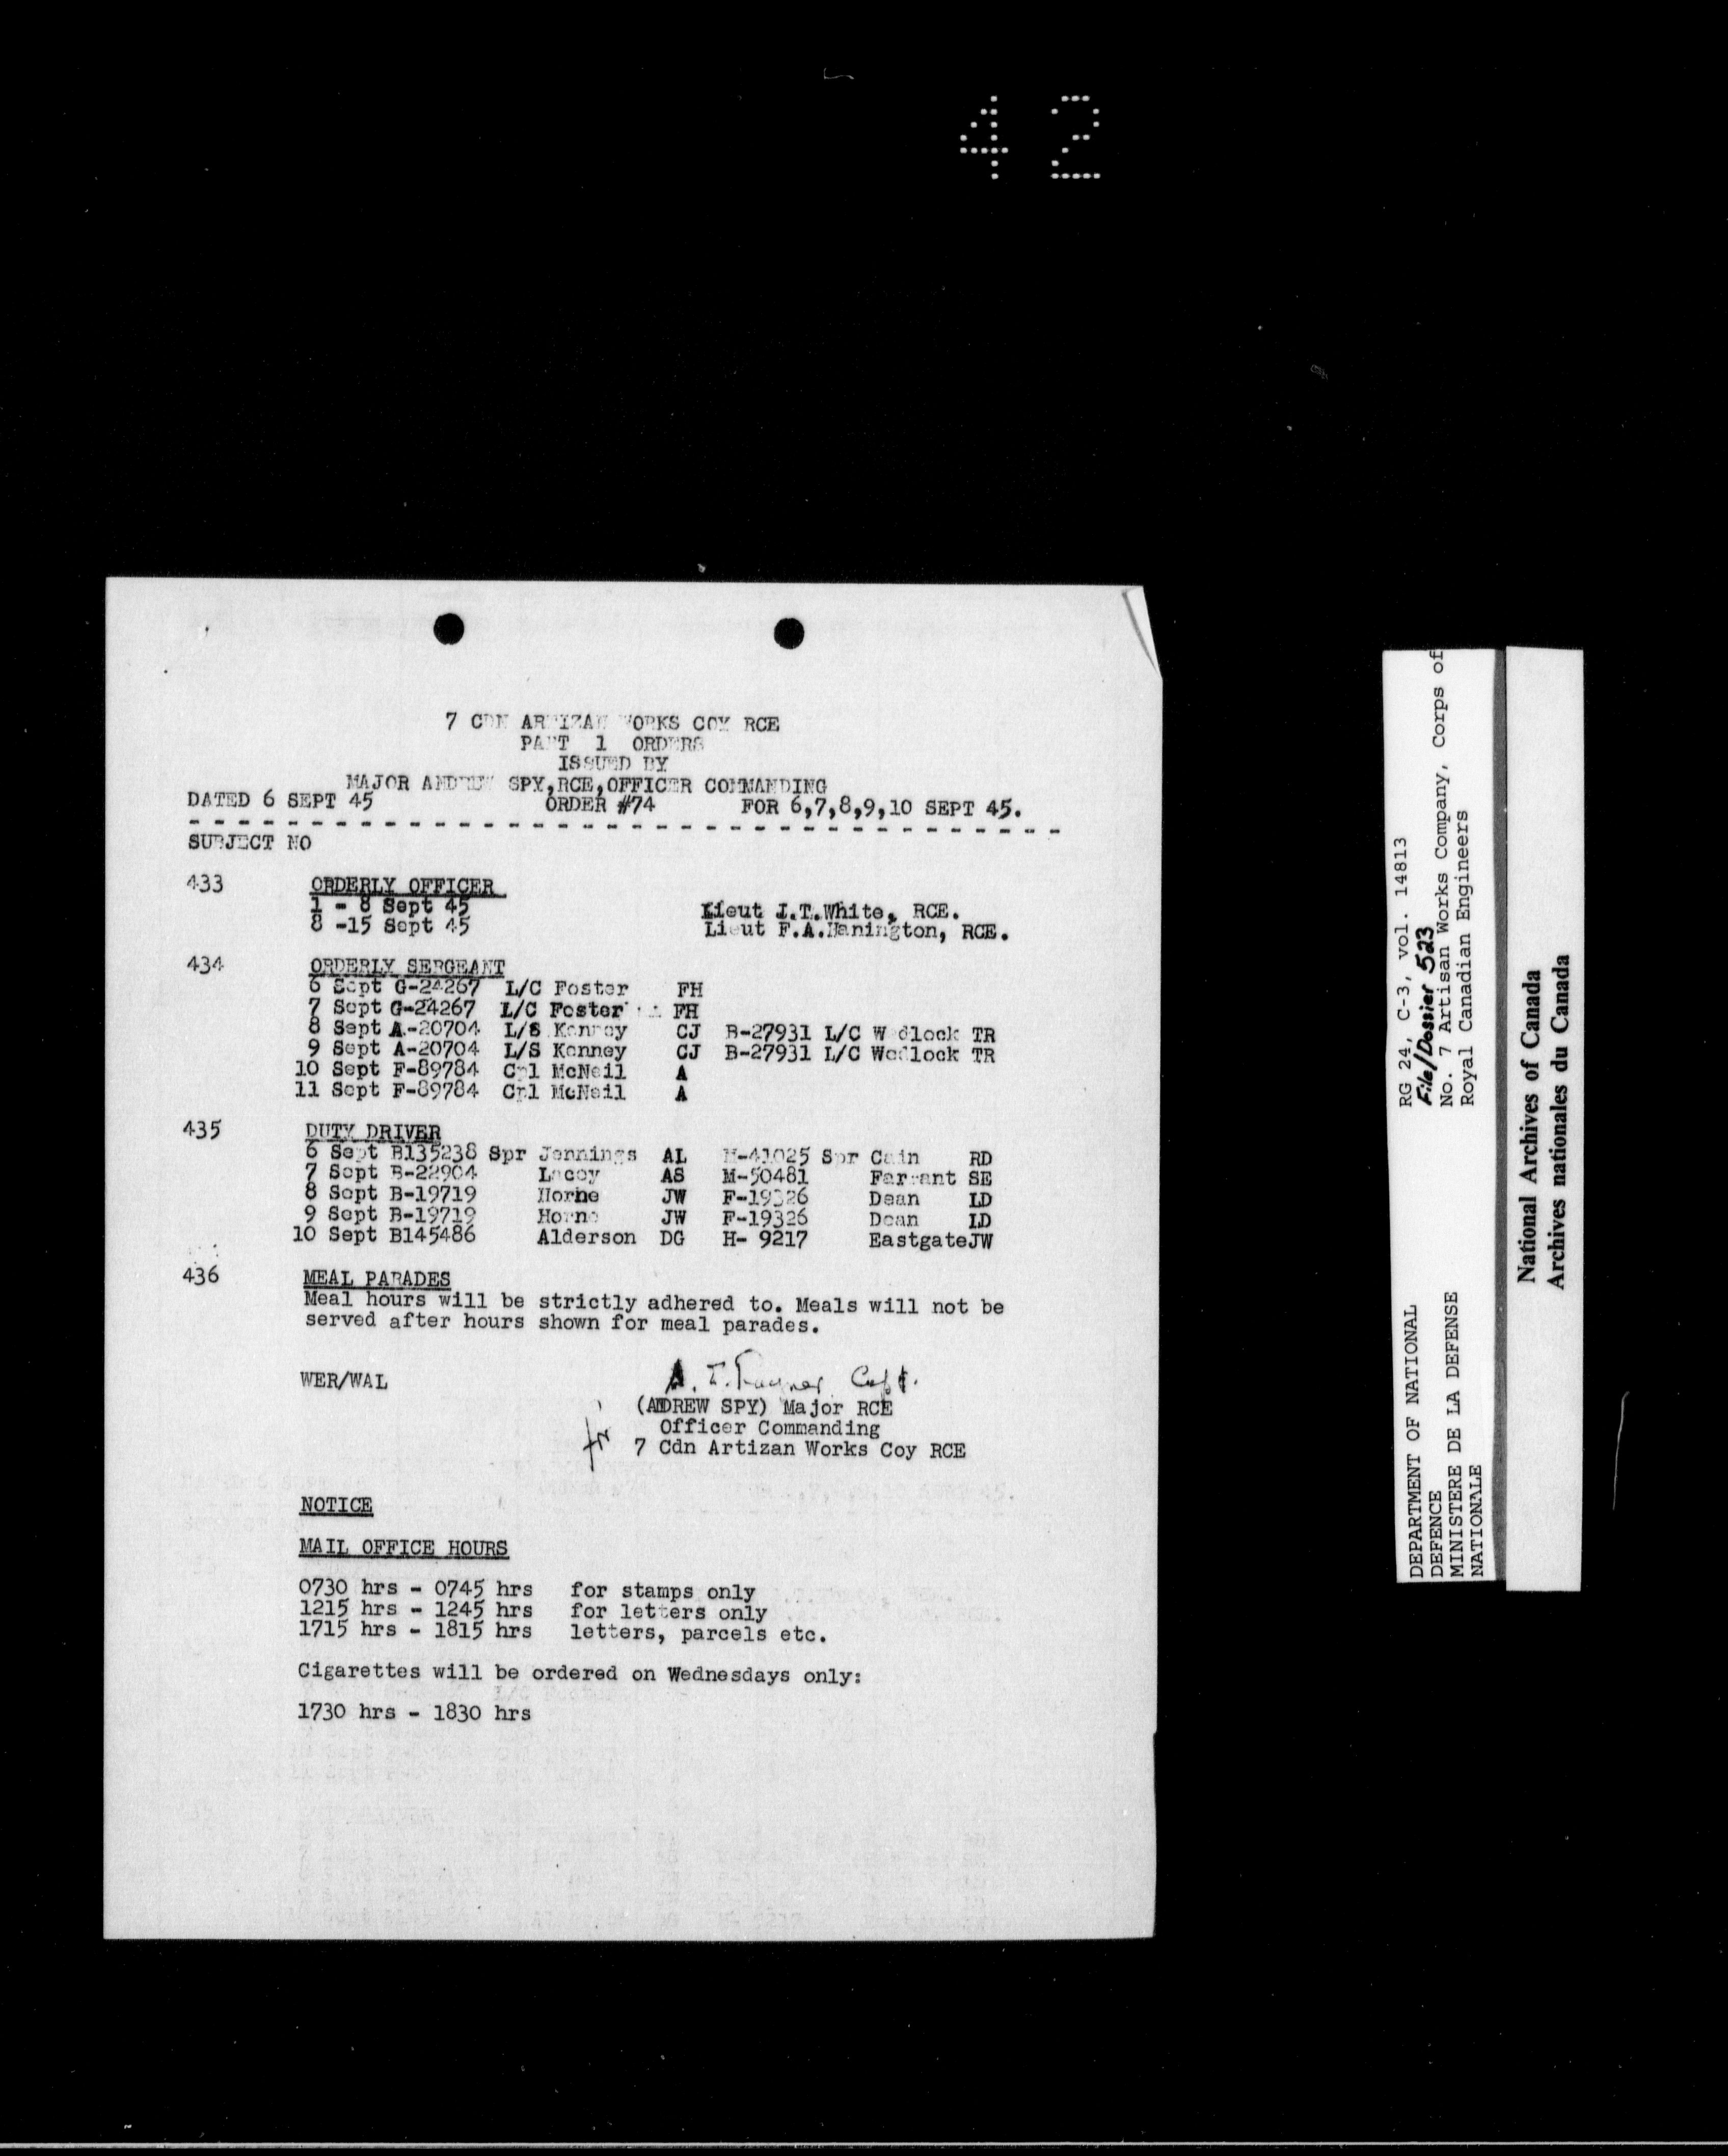 42
7 CDN ARTIZAN WORKS COY RCE
PART 1 ORDERS
ISSUED BY
MAJOR ANDREW SPY,RCE,OFFICER COMMANDING
DATED 6 SEPT 45 ORDER #74 FOR 6,7,8,9,10 SEPT 45.
SUBJECT NO
433 ORDERLY OFFICER
1 - 8 Sept 45 Lieut J.T.White, RCE.
8 -15 Sept 45 Lieut F.A.Hanington, RCE.
434 ORDERLY SERGEANT
6 Sept G-24267 L/C Foster FH
7 Sept G-24267 L/C Foster FH
8 Sept A-20704 L/S Kenney CJ B-27931 L/C Wedlock TR
9 Sept A-20704 L/S Kenney CJ B-27931 L/C Wedlock TR
10 Sept F-89784 Cpl McNeil A
11 Sept F-89784 Cpl McNeil A
435 DUTY DRIVER
6 Sept B135238 Spr Jennings AL M-41025 Spr Cain RD
7 Sept B-22904 Lacey AS M-50481 Farrant SE
8 Sept B-19719 Horne JW F-19326 Dean LD
9 Sept B-19719 Horne JW F-19326 Dean LD
10 Sept B145486 Alderson DG H- 9217 EastgateJW
436 MEAL PARADES
Meal hours will be strictly adhered to. Meals will not be
served after hours shown for meal parades.
WER/WAL
A. Capt.
(ANDREW SPY) Major RCE
Officer Commanding
for 7 Cdn Artizan Works Coy RCE
NOTICE
MAIL OFFICE HOURS
0730 hrs - 0745 hrs for stamps only
1215 hrs - 1245 hrs for letters only
1715 hrs - 1815 hrs letters, parcels etc.
Cigarettes will be ordered on Wednesdays only:
1730 hrs - 1830 hrs
DEPARTMENT OF NATIONAL
DEFENCE
MINISTERE DE LA DEFENSE
NATIONALE
RG 24, C-3, vol. 14813
File/Dossier 523
No. 7 Artisan Works Company, Corps of
Royal Canadian Engineers
National Archives of Canada
Archives nationales du Canada